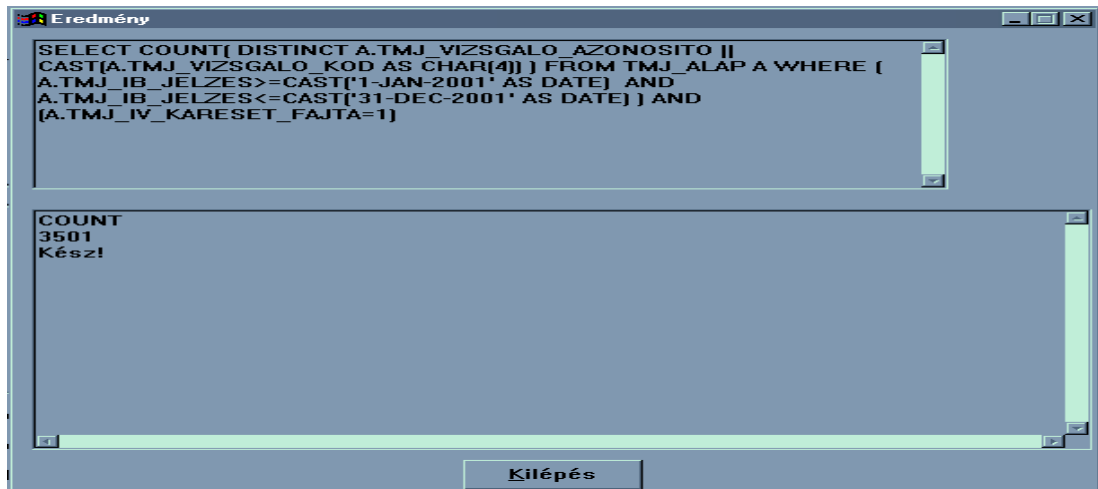 Eredmény
SELECT COUNT( DISTINCT A.TMJ_VIZSGALO_AZONOSITO ||
CAST(A.TMJ_VIZSGALO_KOD AS CHAR(4)) ) FROM TMJ_ALAP A WHERE (
A.TMJ_IB_JELZES>=CAST('1-JAN-2001' AS DATE)  AND
A.TMJ_IB_JELZES<=CAST('31-DEC-2001' AS DATE) ) AND
(A.TMJ_IV_KARESET_FAJTA=1)
COUNT
3501
Kész!
Kilépés